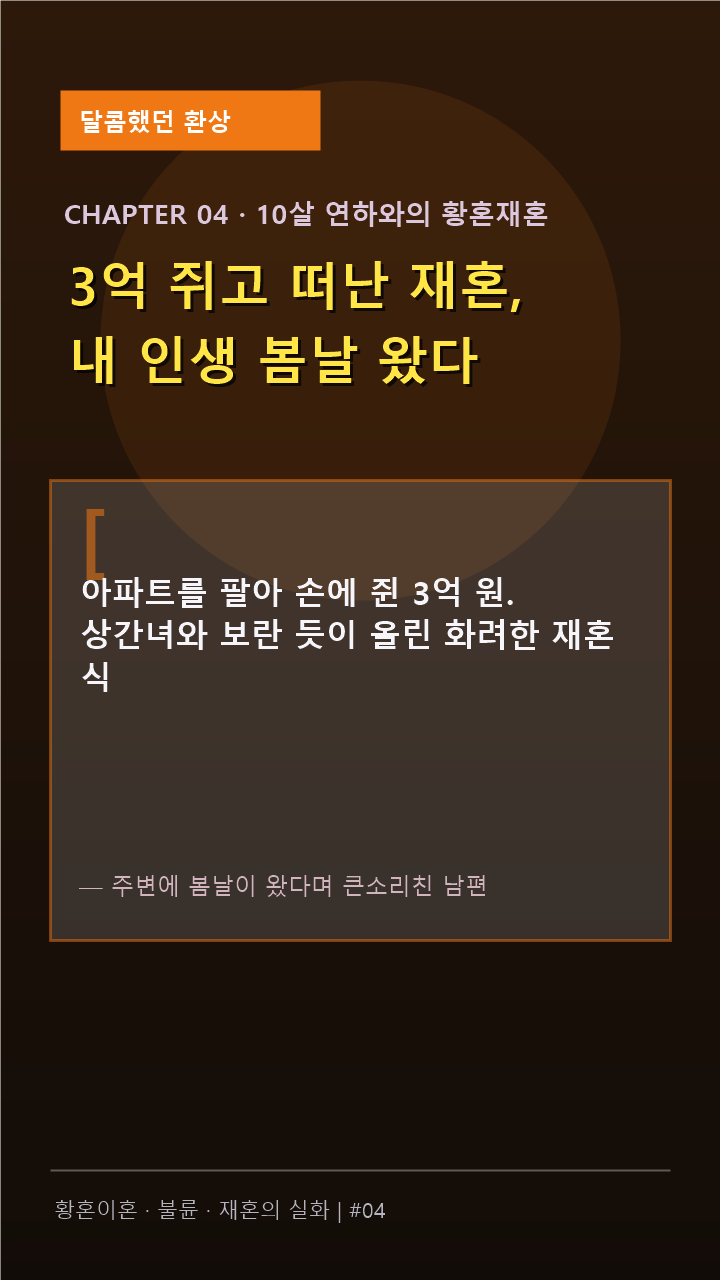 달콤했던 환상
CHAPTER 04 · 10살 연하와의 황혼재혼
3억 쥐고 떠난 재혼,
내 인생 봄날 왔다
[
아파트를 팔아 손에 쥔 3억 원.
상간녀와 보란 듯이 올린 화려한 재혼
식
— 주변에 봄날이 왔다며 큰소리친 남편
황혼이혼 · 불륜 · 재혼의 실화 | #04